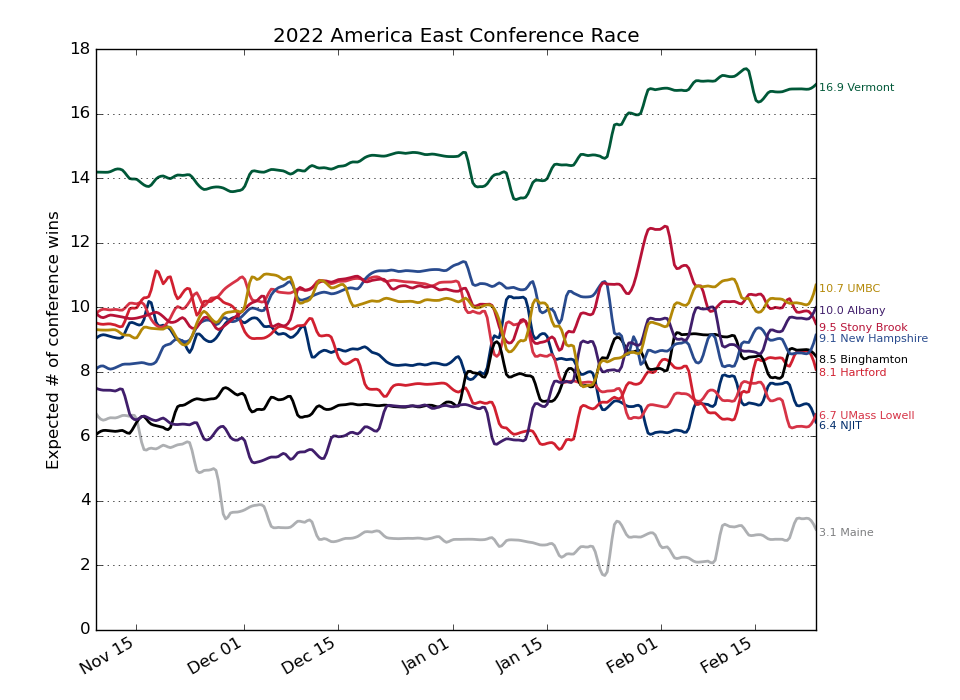 2022 America East Conference Race
Expected # of conference wins
18
16
14
12
10
8
6
4
2
0
Nov 15
Dec 01
Dec 15
Jan 01
Jan 15
Feb 01
Feb 15
16.9 Vermont
10.7 UMBC
10.0 Albany
9.5 Stony Brook
9.1 New Hampshire
8.5 Binghamton
8.1 Hartford
6.7 UMass Lowell
6.4 NJIT
3.1 Maine